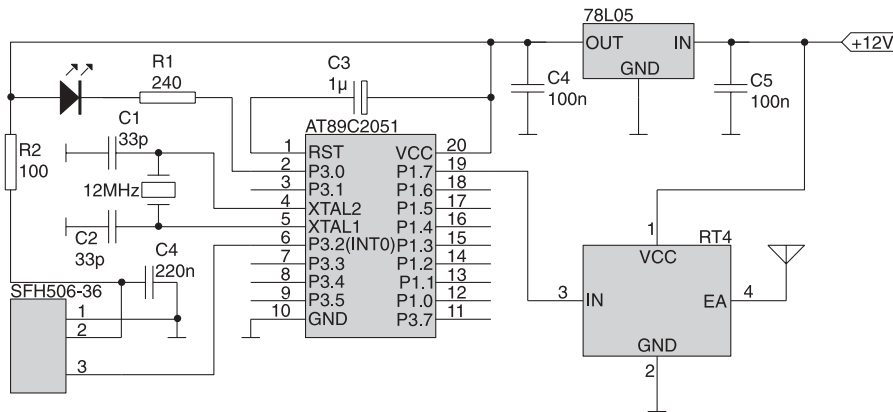 78L05
OUT IN
GND
+12V
C4
100n
C5
100n
R1
240
C3
1µ
C1
33p
R2
100
12MHz
C2
33p
C4
220n
AT89C2051
1 RST VCC 20
2 P3.0 P1.7 19
3 P3.1 P1.6 18
4 XTAL2 P1.5 17
5 XTAL1 P1.4 16
6 P3.2(INT0) P1.3 15
7 P3.3 P1.2 14
8 P3.4 P1.1 13
9 P3.5 P1.0 12
10 GND P3.7 11
SFH506-36
1
2
3
RT4
1
VCC
3 IN EA 4
GND
2